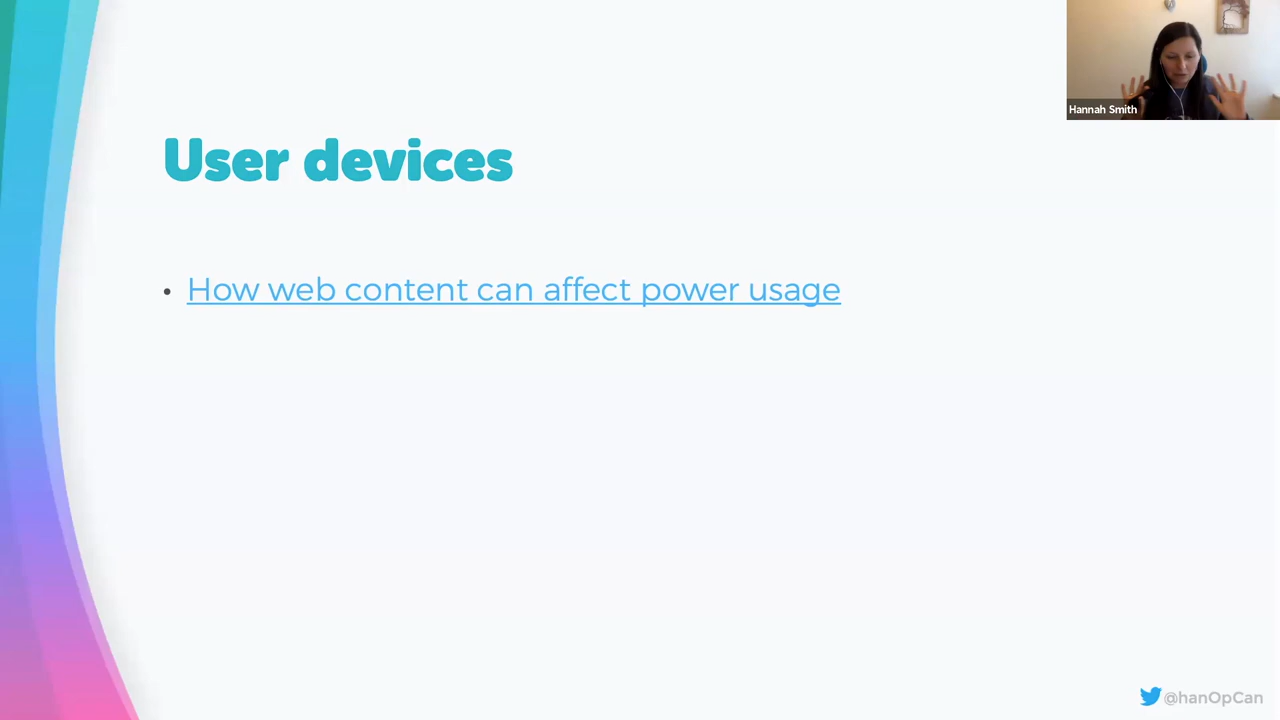 Hannah Smith
User devices
• How web content can affect power usage
@hanOpCan